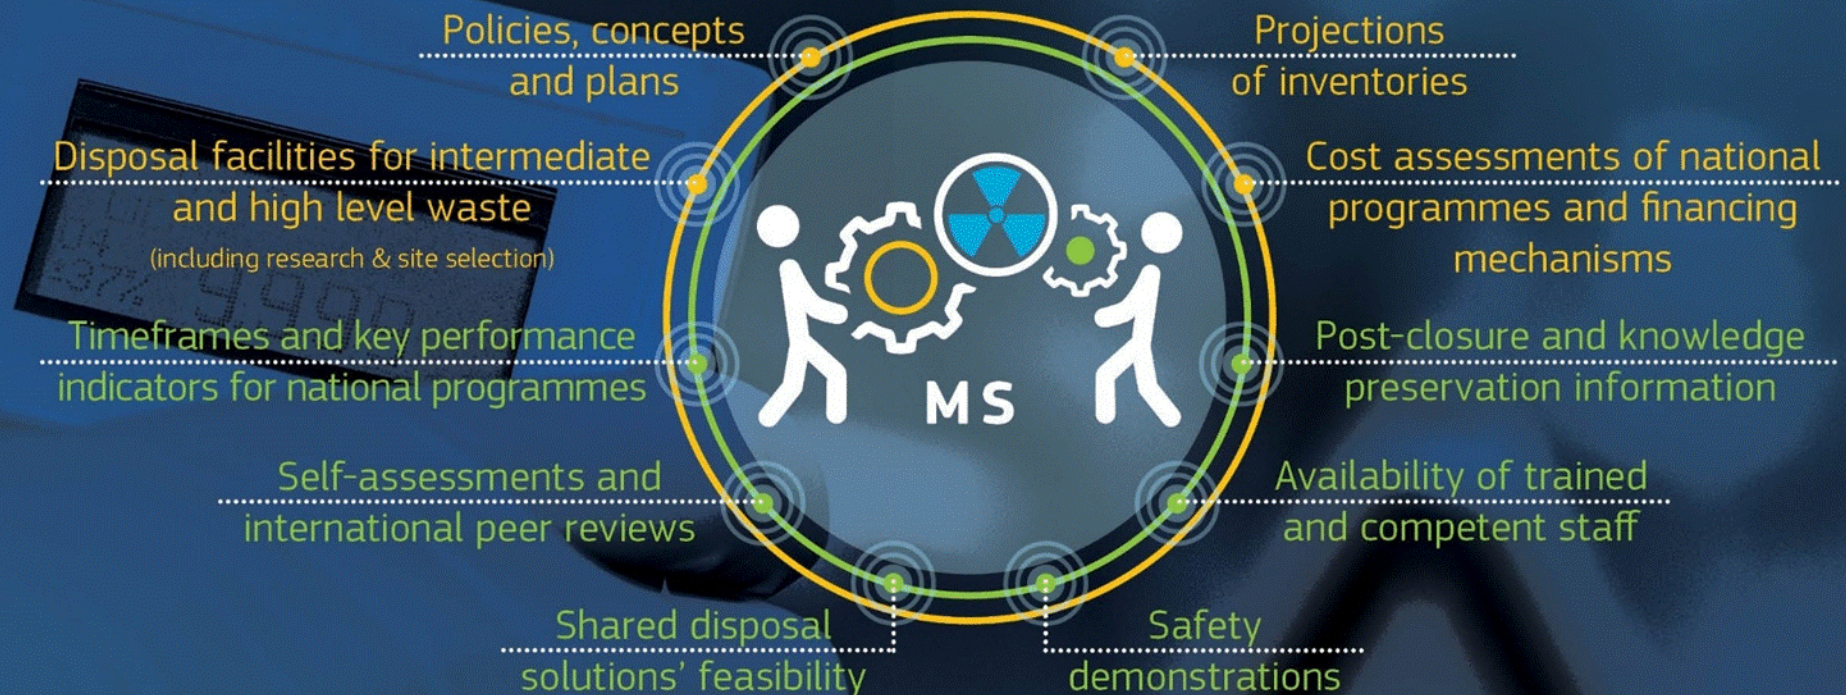 Policies, concepts
and plans
Disposal facilities for intermediate
and high level waste
(including research & site selection)
Timeframes and key performance
indicators for national programmes
Self-assessments and
international peer reviews
Shared disposal
solutions' feasibility
MS
Projections
of inventories
Cost assessments of national
programmes and financing
mechanisms
Post-closure and knowledge
preservation information
Availability of trained
and competent staff
Safety
demonstrations